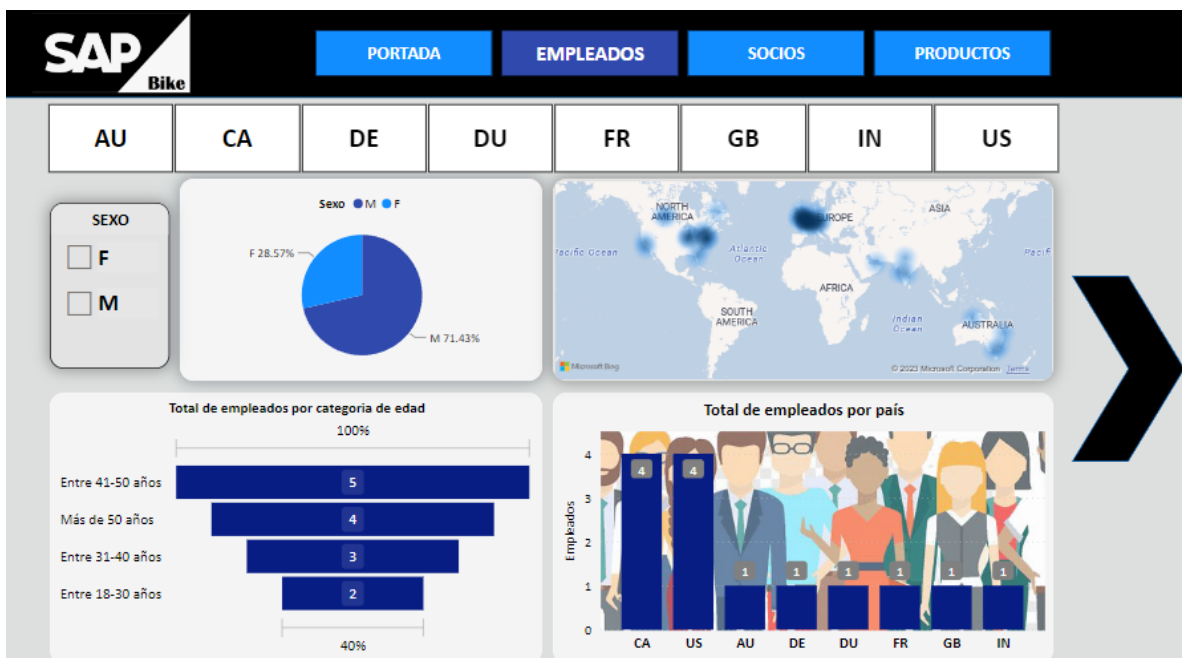 SAP
Bike
PORTADA
EMPLEADOS
SOCIOS
PRODUCTOS
AU
CA
DE
DU
FR
GB
IN
US
SEXO
F
M
Sexo M F
F 28.57%
M 71.43%
NORTH
AMERICA
EUROPE
ASIA
Pacific Ocean
Atlantic
Ocean
AFRICA
SOUTH
AMERICA
Indian
Ocean
AUSTRALIA
Microsoft Bing
© 2023 Microsoft Corporation Terms
Total de empleados por categoria de edad
100%
Entre 41-50 años 5
Más de 50 años 4
Entre 31-40 años 3
Entre 18-30 años 2
40%
Total de empleados por país
Empleados
4
3
2
1
0
4 4 1 1 1 1 1 1
CA US AU DE DU FR GB IN